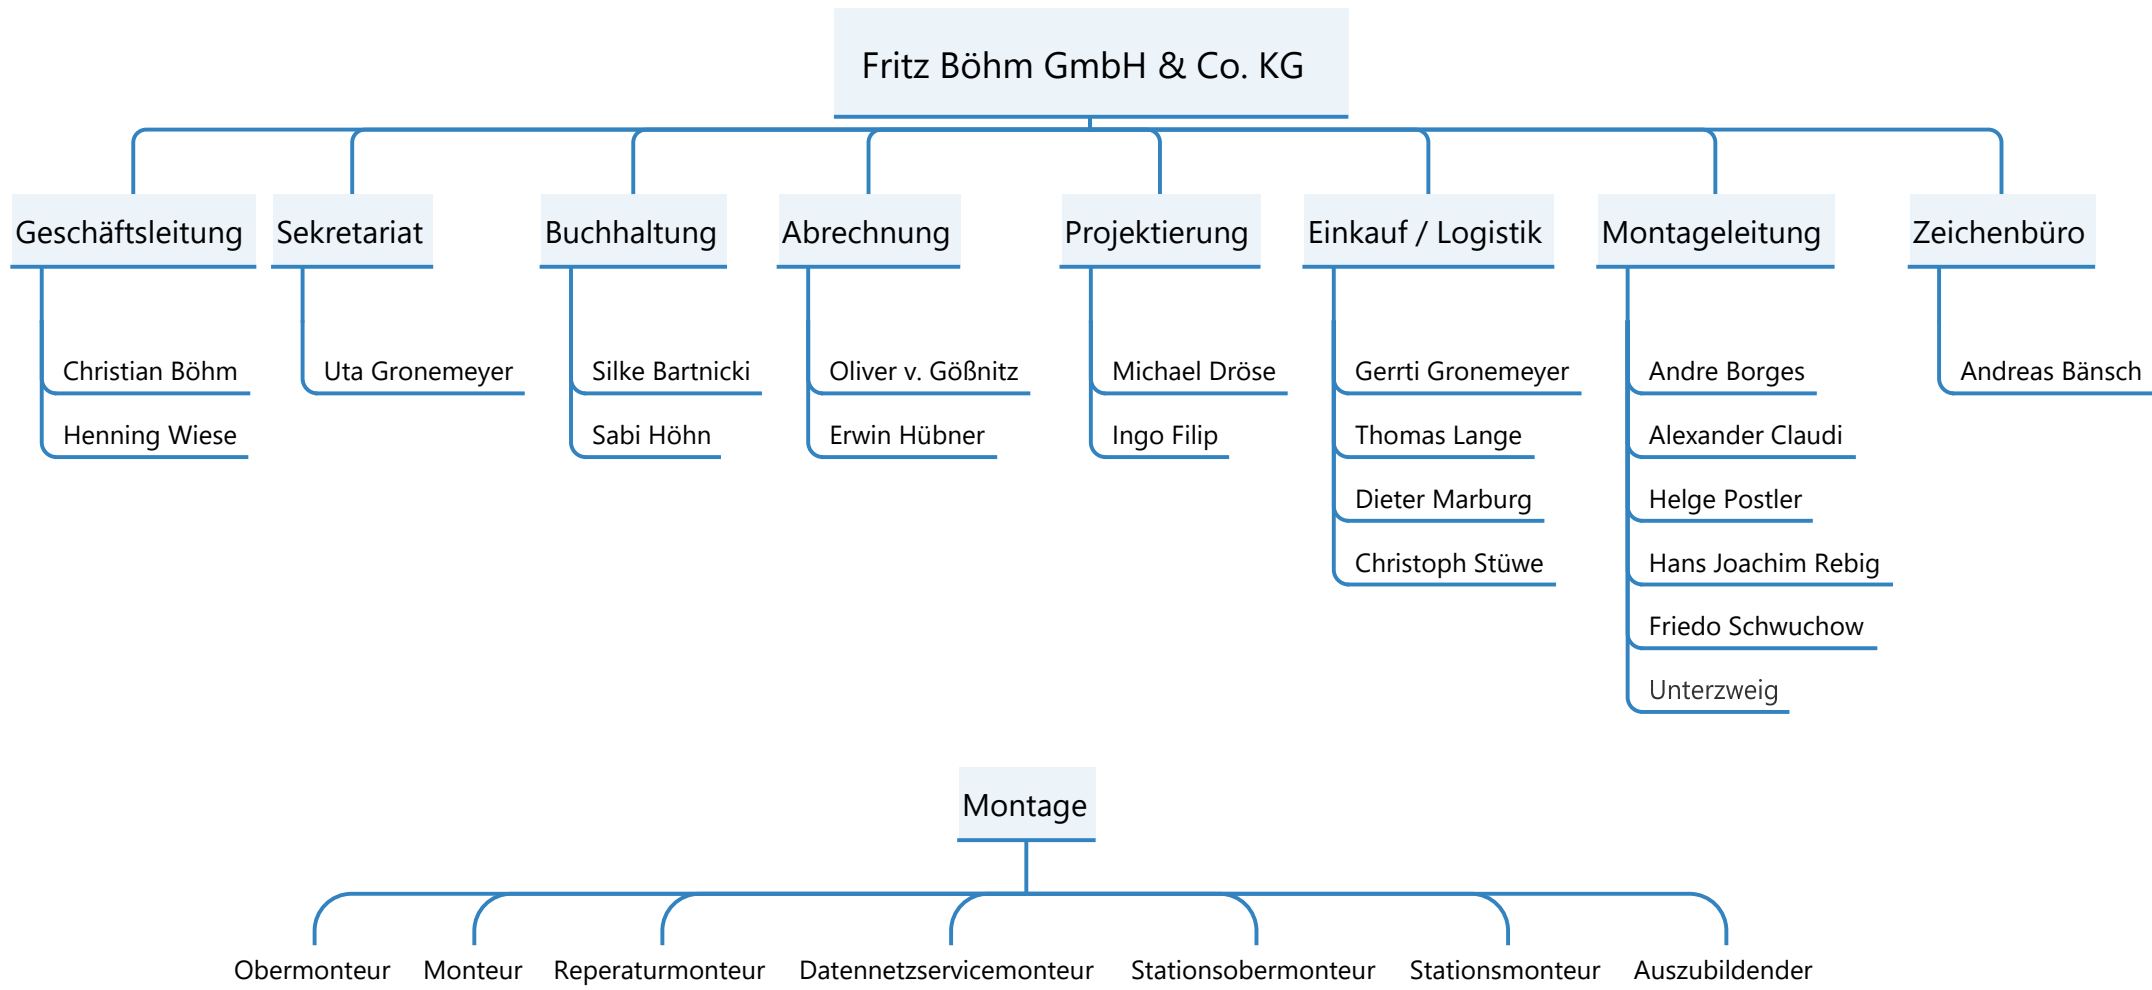 Fritz Böhm GmbH & Co. KG
Geschäftsleitung
Sekretariat
Buchhaltung
Abrechnung
Projektierung
Einkauf / Logistik
Montageleitung
Zeichenbüro
Christian Böhm
Henning Wiese
Uta Gronemeyer
Silke Bartnicki
Sabi Höhn
Oliver v. Gößnitz
Erwin Hübner
Michael Dröse
Ingo Filip
Gerrti Gronemeyer
Thomas Lange
Dieter Marburg
Christoph Stüwe
Andre Borges
Alexander Claudi
Helge Postler
Hans Joachim Rebig
Friedo Schwuchow
Unterzweig
Andreas Bänsch
Montage
Obermonteur
Monteur
Reperaturmonteur
Datennetzservicemonteur
Stationsobermonteur
Stationsmonteur
Auszubildender